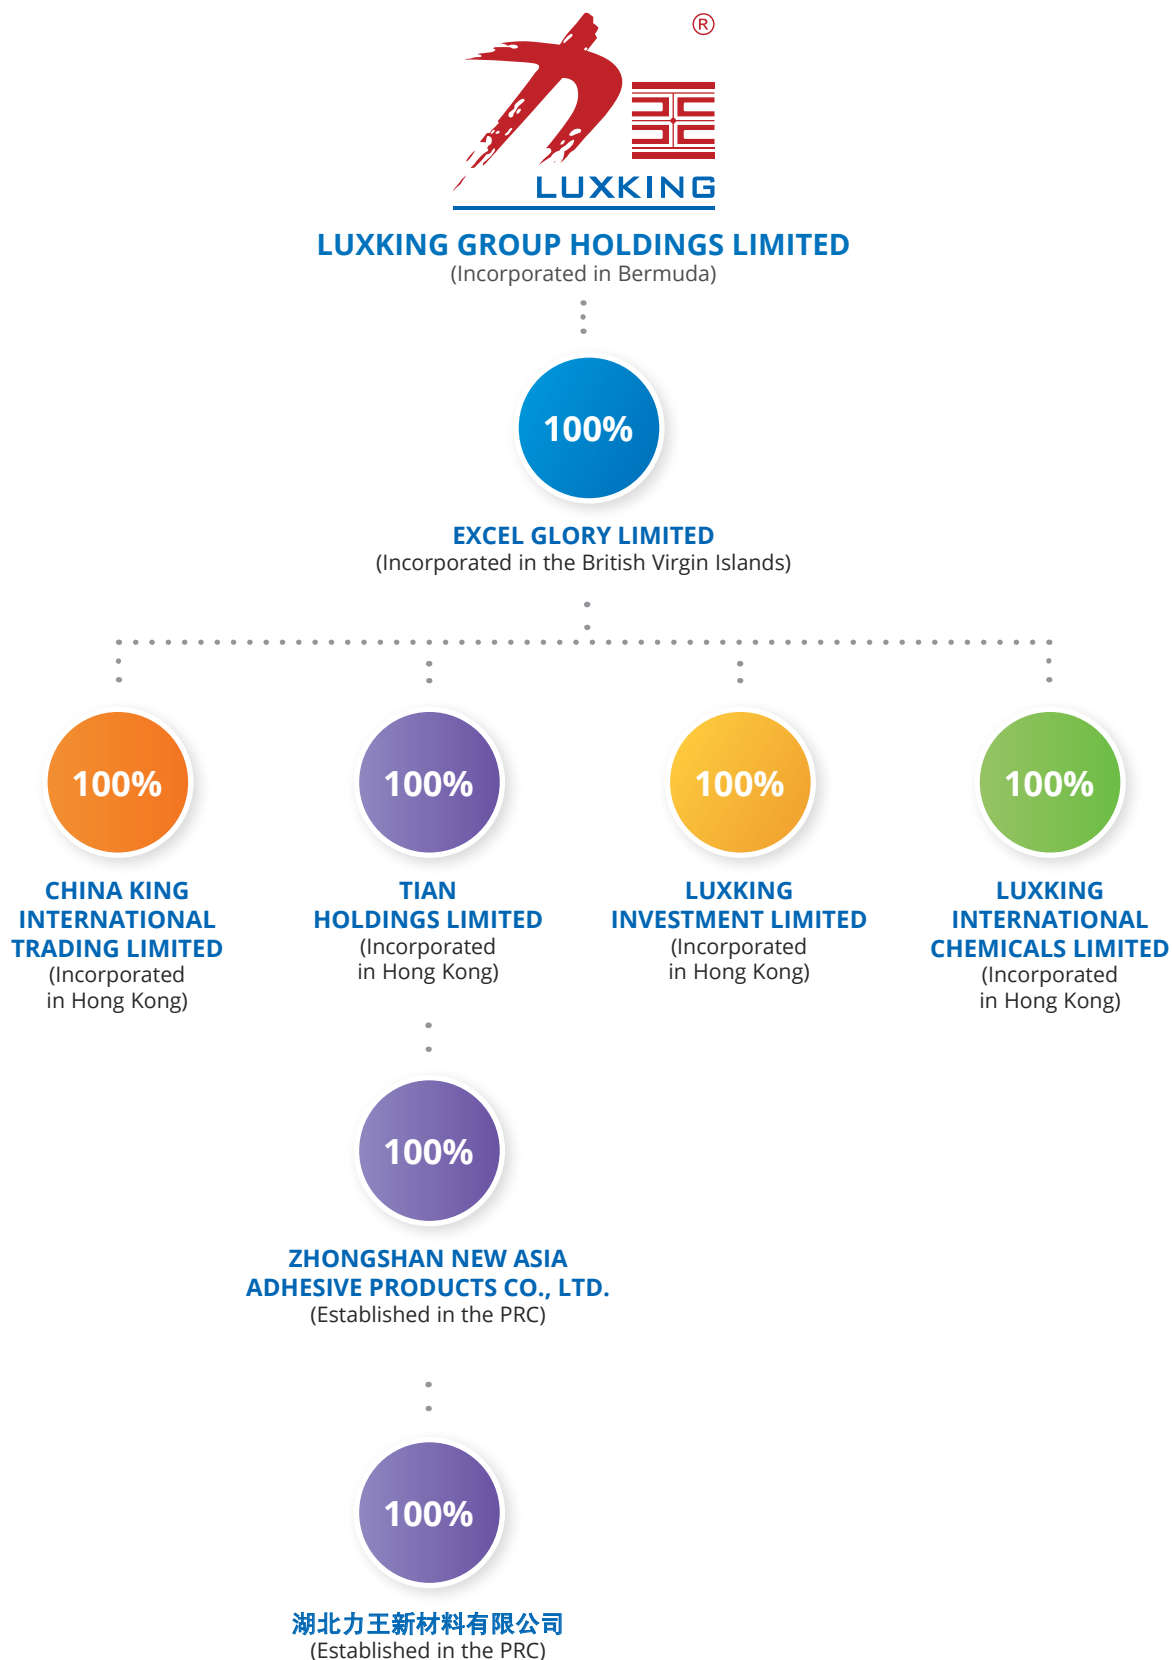 力王
®
LUXKING
LUXKING GROUP HOLDINGS LIMITED
(Incorporated in Bermuda)
100%
EXCEL GLORY LIMITED
(Incorporated in the British Virgin Islands)
100%
CHINA KING
INTERNATIONAL
TRADING LIMITED
(Incorporated
in Hong Kong)
100%
TIAN
HOLDINGS LIMITED
(Incorporated
in Hong Kong)
100%
LUXKING
INVESTMENT LIMITED
(Incorporated
in Hong Kong)
100%
LUXKING
INTERNATIONAL
CHEMICALS LIMITED
(Incorporated
in Hong Kong)
100%
ZHONGSHAN NEW ASIA
ADHESIVE PRODUCTS CO., LTD.
(Established in the PRC)
100%
湖北力王新材料有限公司
(Established in the PRC)